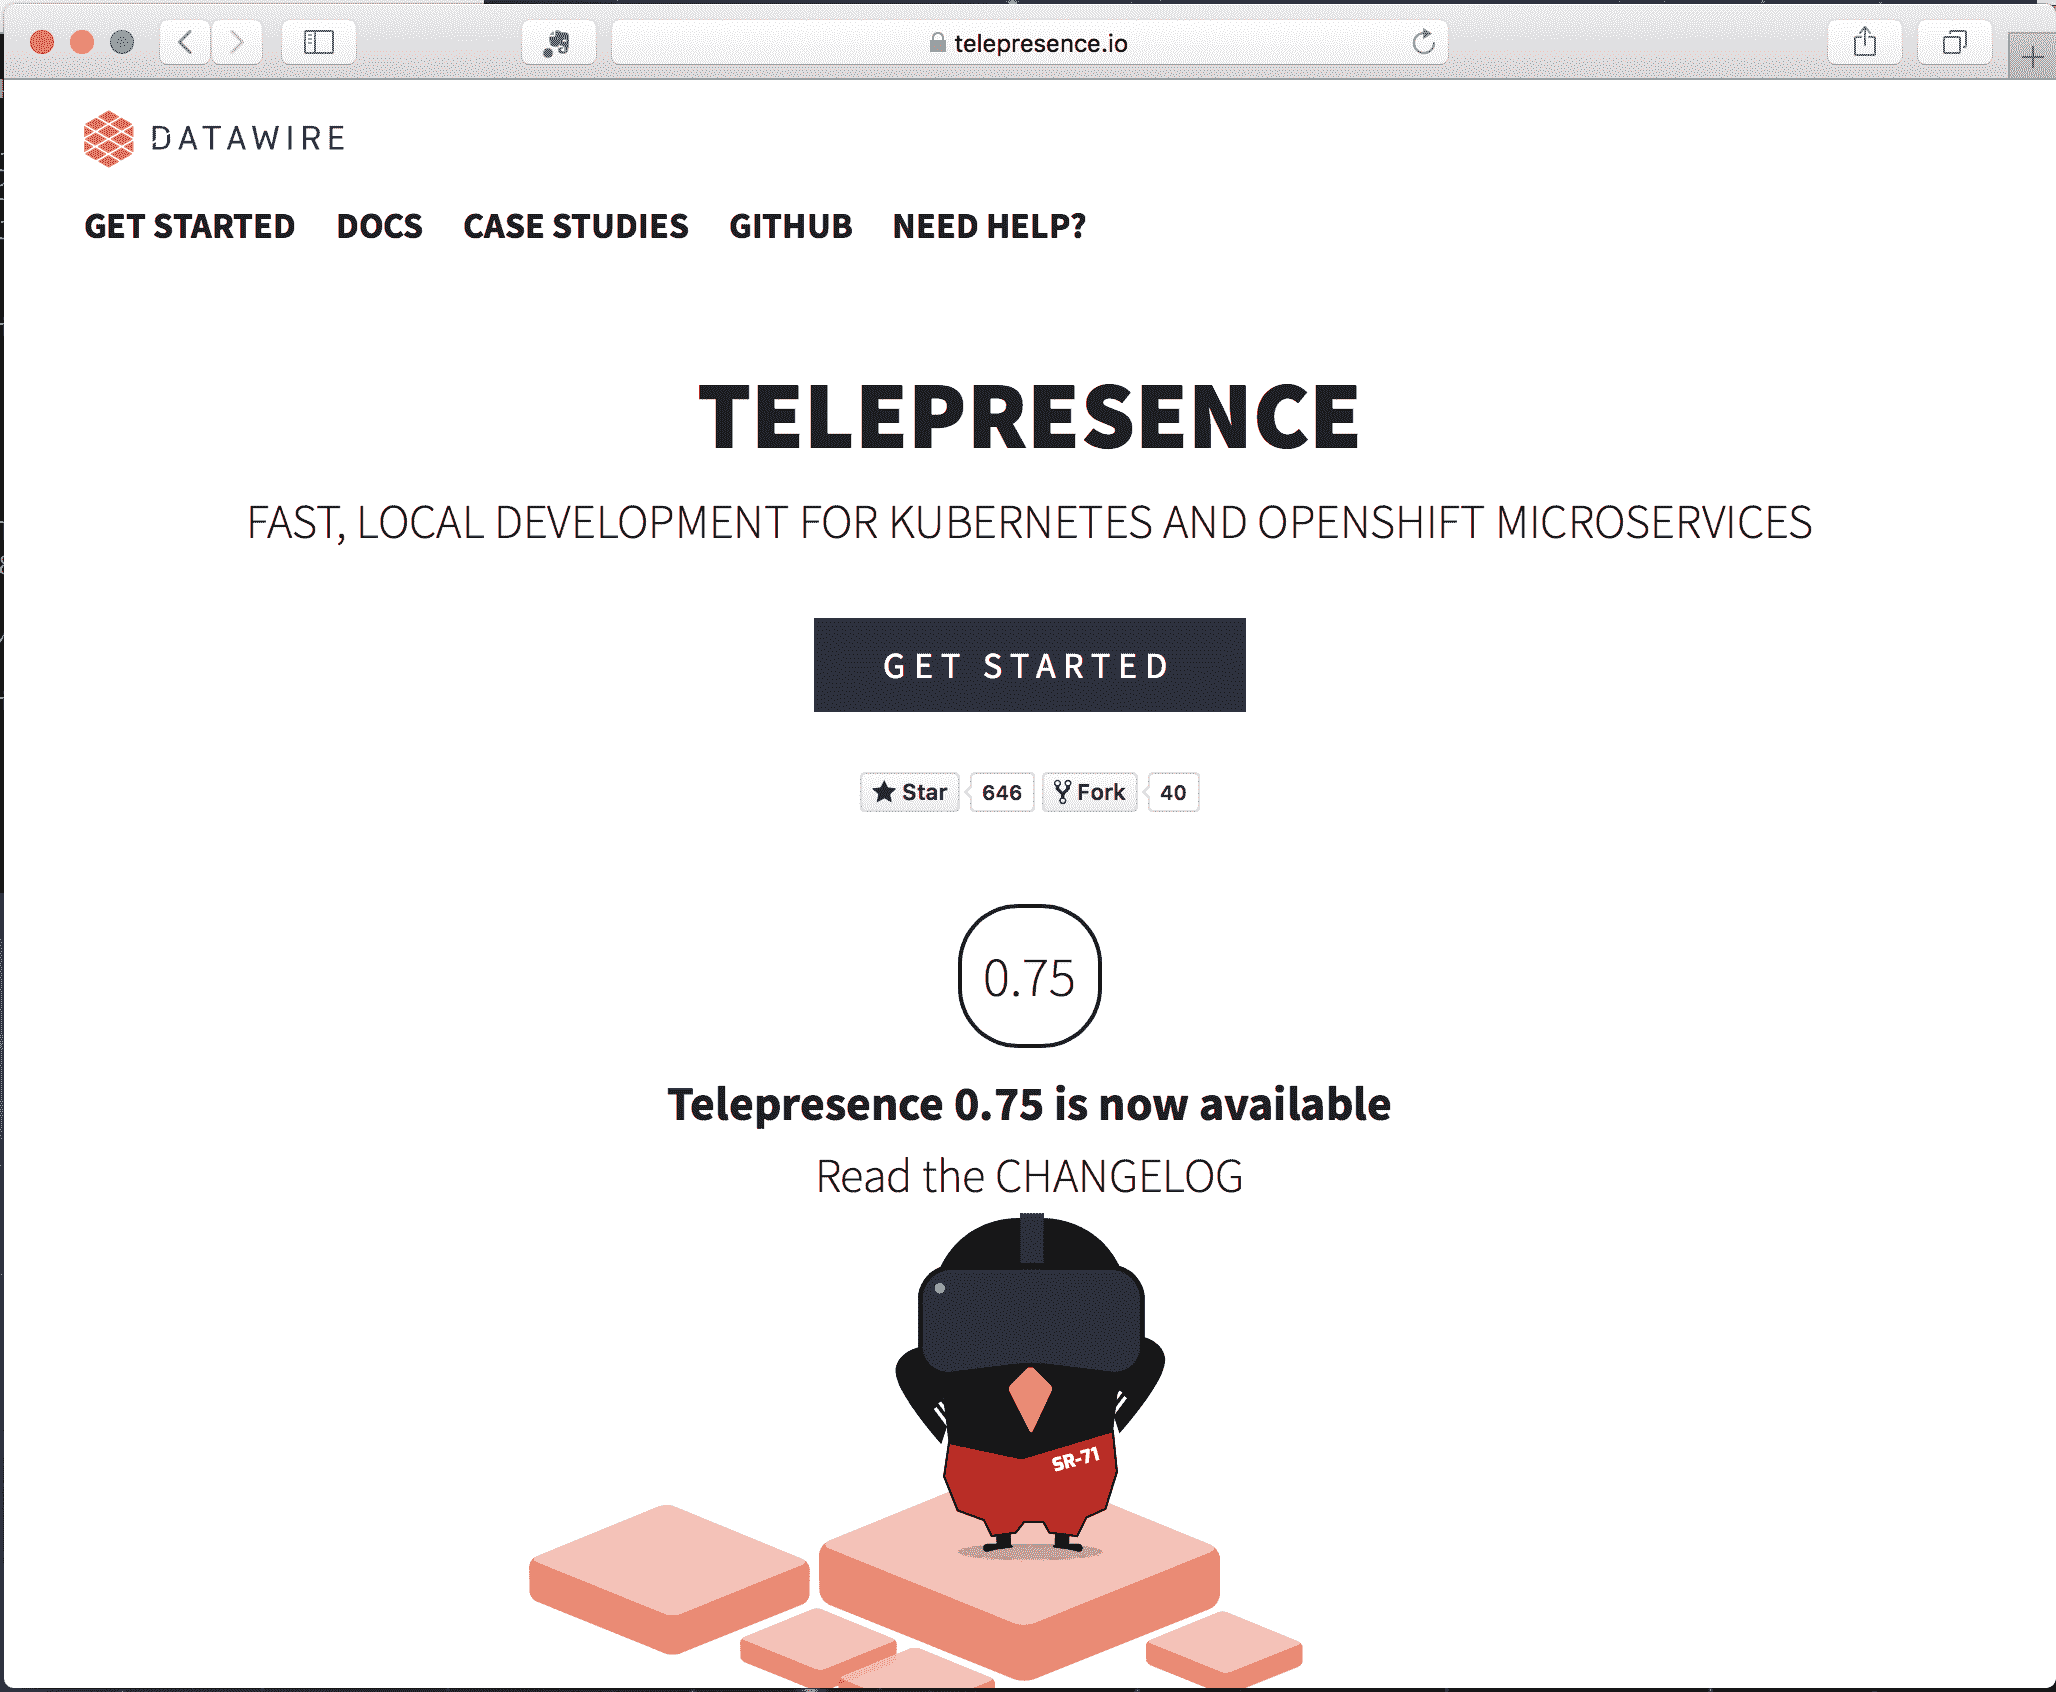 telepresence.io
DATAWIRE
GET STARTED DOCS CASE STUDIES GITHUB NEED HELP?
TELEPRESENCE
FAST, LOCAL DEVELOPMENT FOR KUBERNETES AND OPENSHIFT MICROSERVICES
GET STARTED
Star 646 Fork 40
0.75
Telepresence 0.75 is now available
Read the CHANGELOG
SR-71